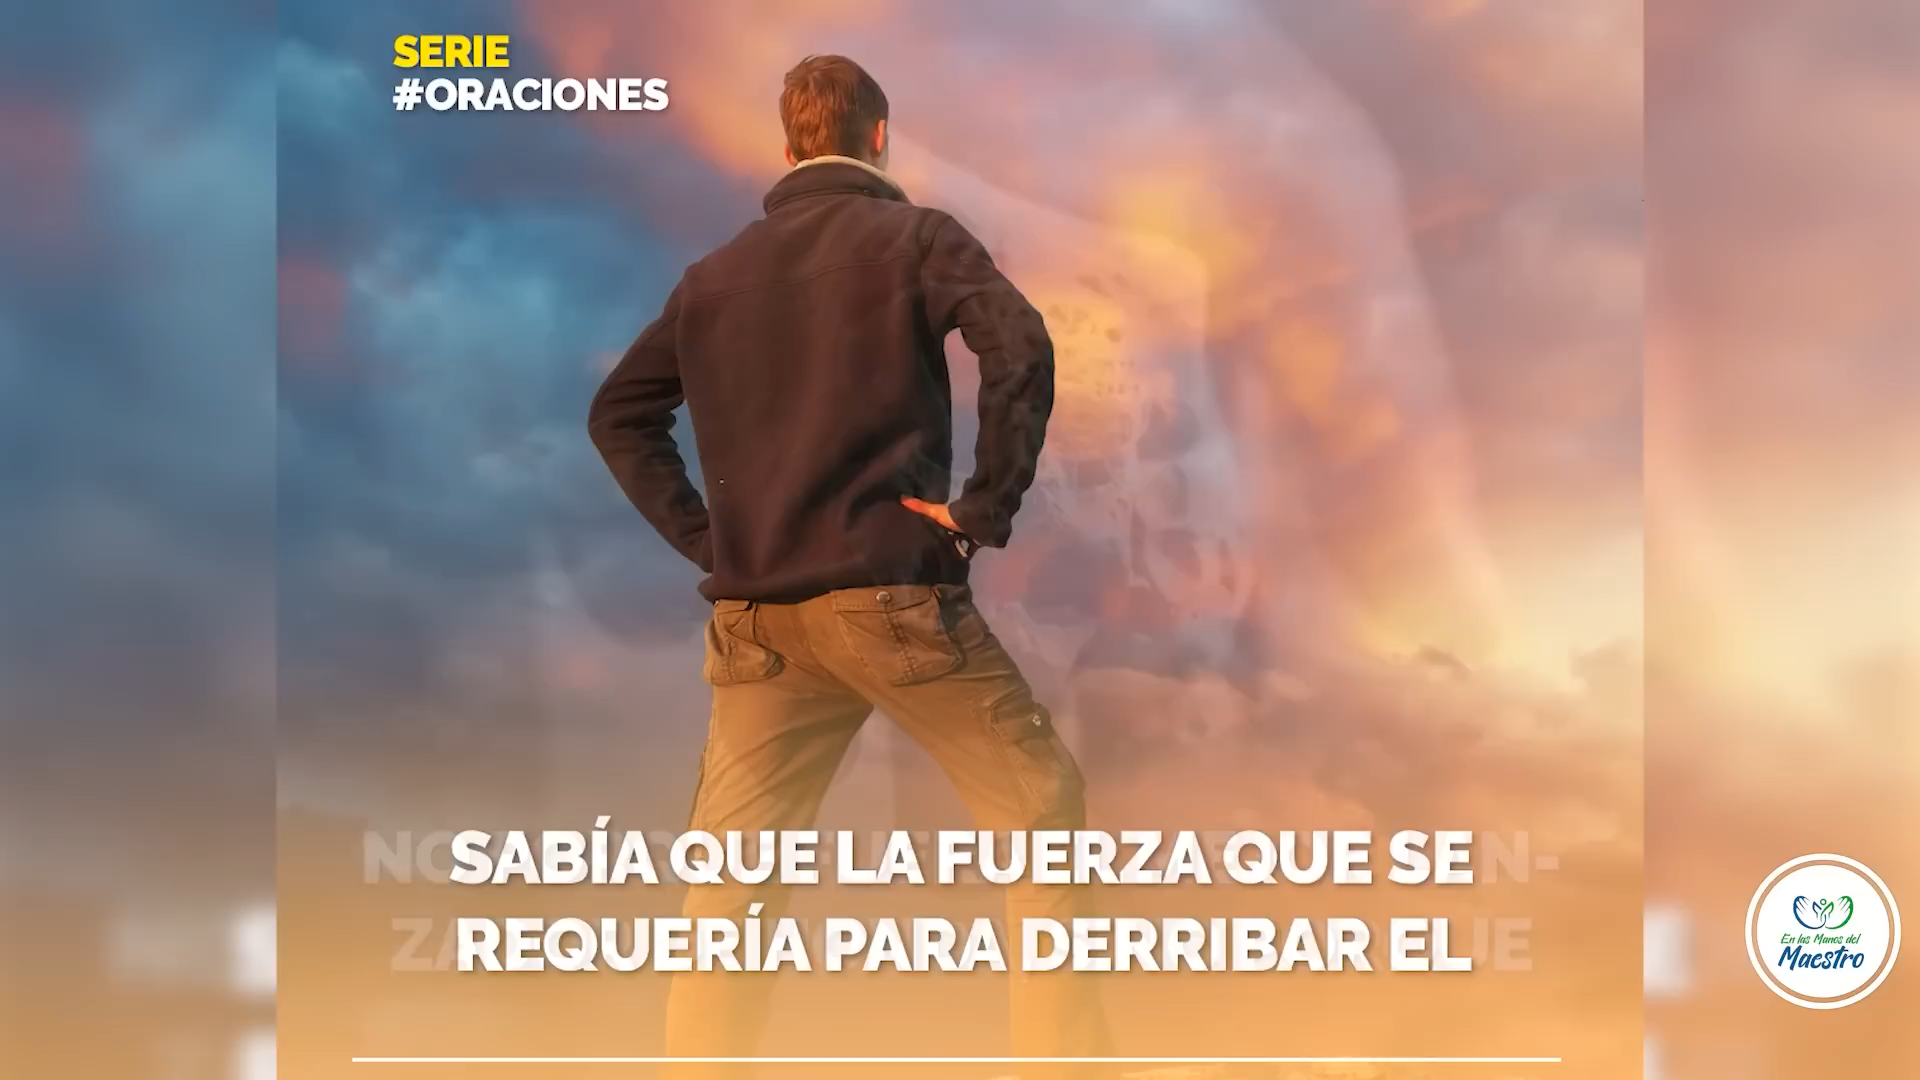 SERIE
#ORACIONES
SABÍA QUE LA FUERZA QUE SE
REQUERÍA PARA DERRIBAR EL
En las Manos del
Maestro